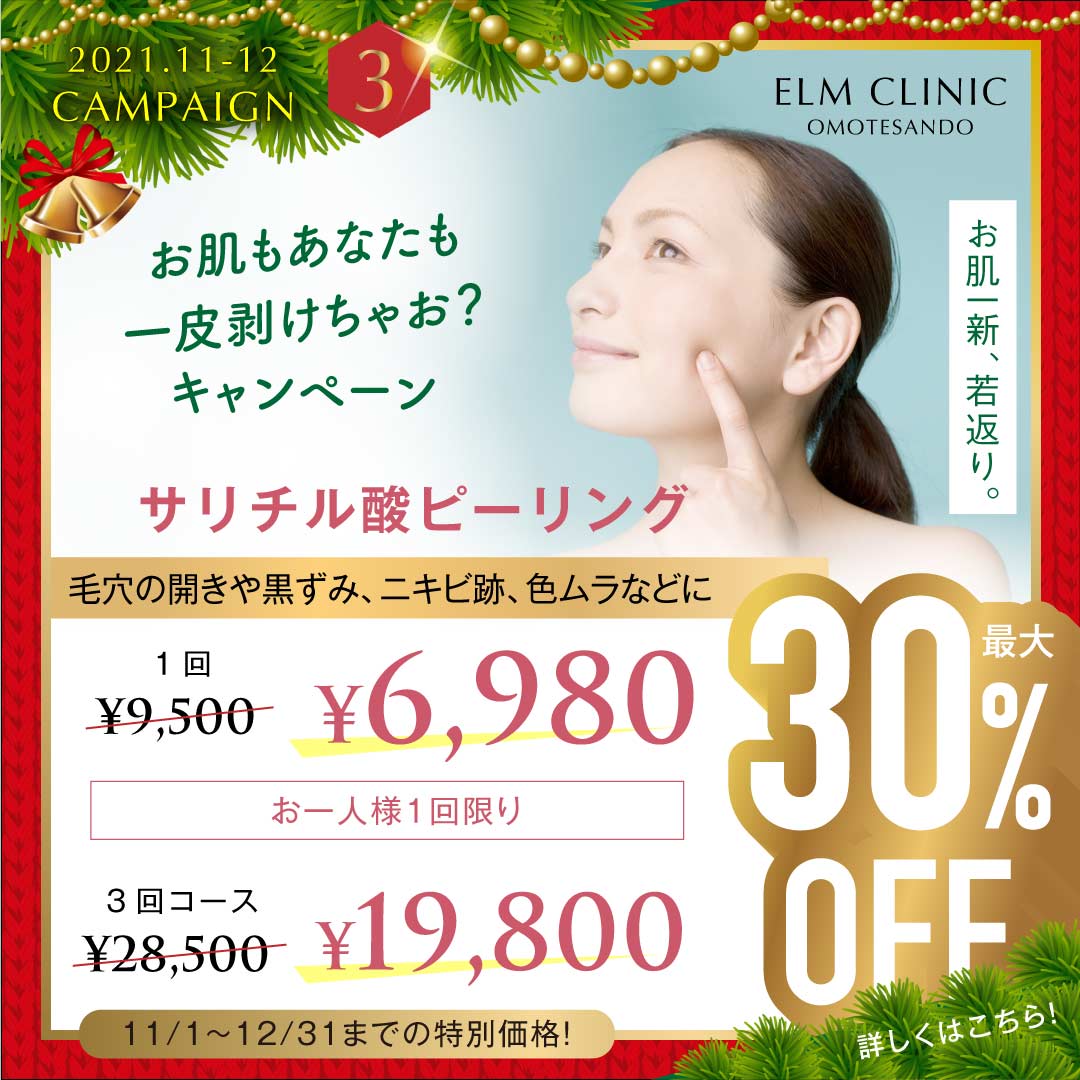 2021.11-12
CAMPAIGN
3
ELM CLINIC
OMOTESANDO
お肌もあなたも
一皮剥けちゃお？
キャンペーン
お肌一新、若返り。
サリチル酸ピーリング
毛穴の開きや黒ずみ、ニキビ跡、色ムラなどに
1回
¥9,500
¥6,980
お一人様1回限り
3回コース
¥28,500
¥19,800
最大
30%
OFF
11/1〜12/31までの特別価格!
詳しくはこちら!